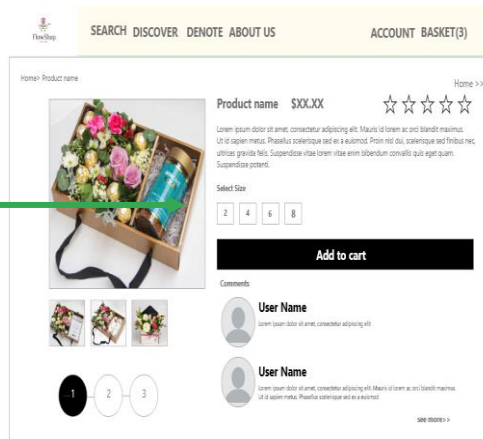 FlowShop
SEARCH DISCOVER DENOTE ABOUT US
ACCOUNT BASKET(3)
Home> Product name
Home >>
Product name $XX.XX
Lorem ipsum dolor sit amet, consectetur adipiscing elit. Mauris id lorem ac orci blandit maximus.
Ut id sapien metus. Phasellus scelerisque sed ex a euismod. Proin nisl dui, scelerisque sed finibus nec,
ultrices gravida felis. Suspendisse vitae lorem vitae enim bibendum convallis quis eget quam.
Suspendisse potenti.
Select Size
2 4 6 8
Add to cart
Comments
User Name
Lorem ipsum dolor sit amet, consectetur adipiscing elit
User Name
Lorem ipsum dolor sit amet, consectetur adipiscing elit. Mauris id lorem ac orci blandit maximus.
Ut id sapien metus. Phasellus scelerisque sed ex a euismod
1 2 3
see more>>